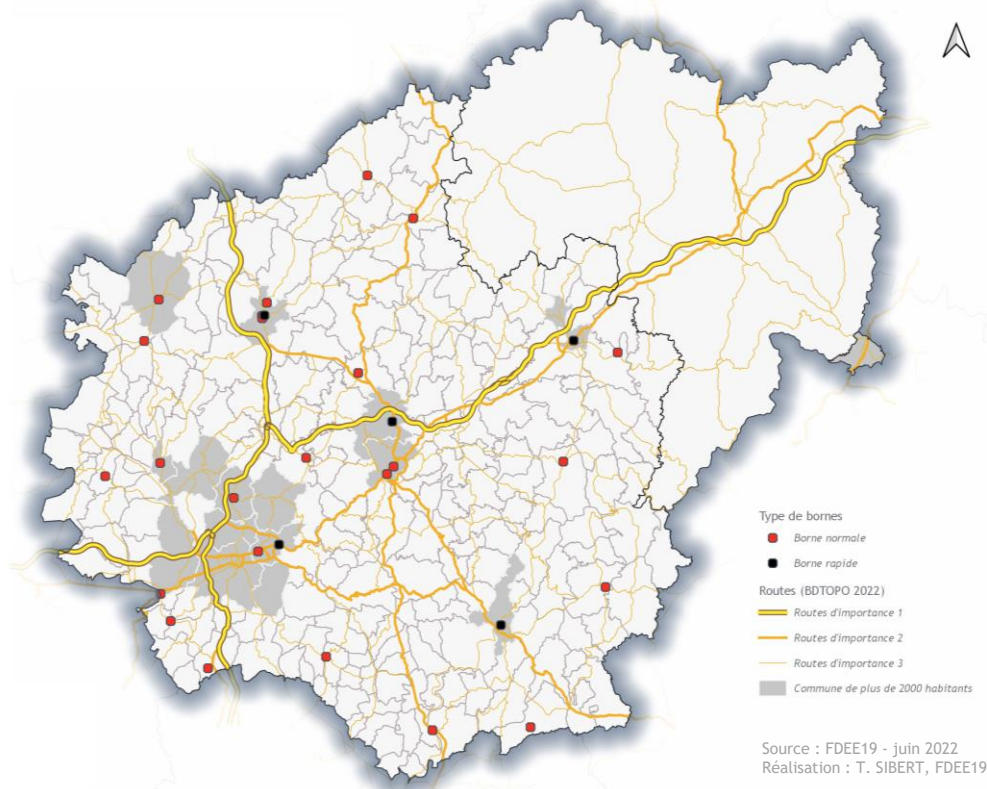 Type de bornes
Borne normale
Borne rapide
Routes (BDTOPO 2022)
Routes d'importance 1
Routes d'importance 2
Routes d'importance 3
Commune de plus de 2000 habitants
Source : FDEE19 - juin 2022
Réalisation : T. SIBERT, FDEE19